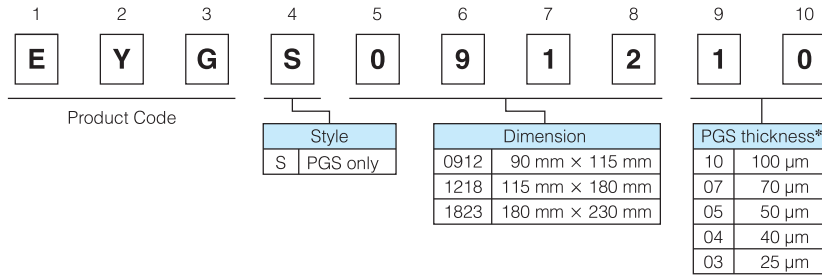 1 2 3 4 5 6 7 8 9 10
E Y G S 0 9 1 2 1 0
Product Code
Style
S PGS only
Dimension
0912 90 mm × 115 mm
1218 115 mm × 180 mm
1823 180 mm × 230 mm
PGS thickness*
10 100 µm
07 70 µm
05 50 µm
04 40 µm
03 25 µm